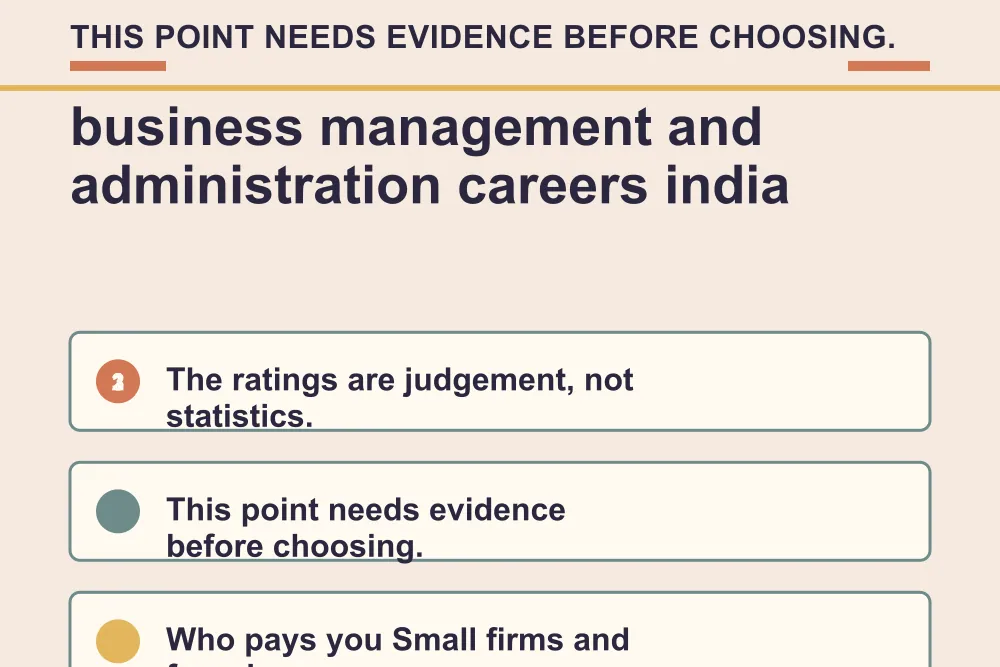 THIS POINT NEEDS EVIDENCE BEFORE CHOOSING.
business management and
administration careers india
The ratings are judgement, not
statistics.
This point needs evidence
before choosing.
Who pays you Small firms and